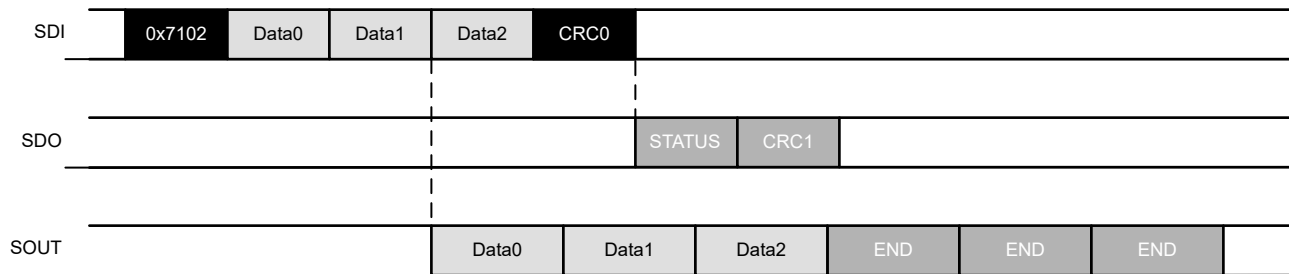 SDI 0x7102 Data0 Data1 Data2 CRC0
SDO STATUS CRC1
SOUT Data0 Data1 Data2 END END END